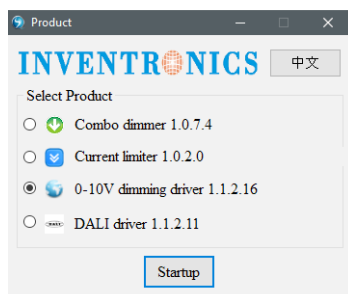 Product
INVENTRONICS
中文
Select Product
Combo dimmer 1.0.7.4
Current limiter 1.0.2.0
0-10V dimming driver 1.1.2.16
DALI driver 1.1.2.11
Startup